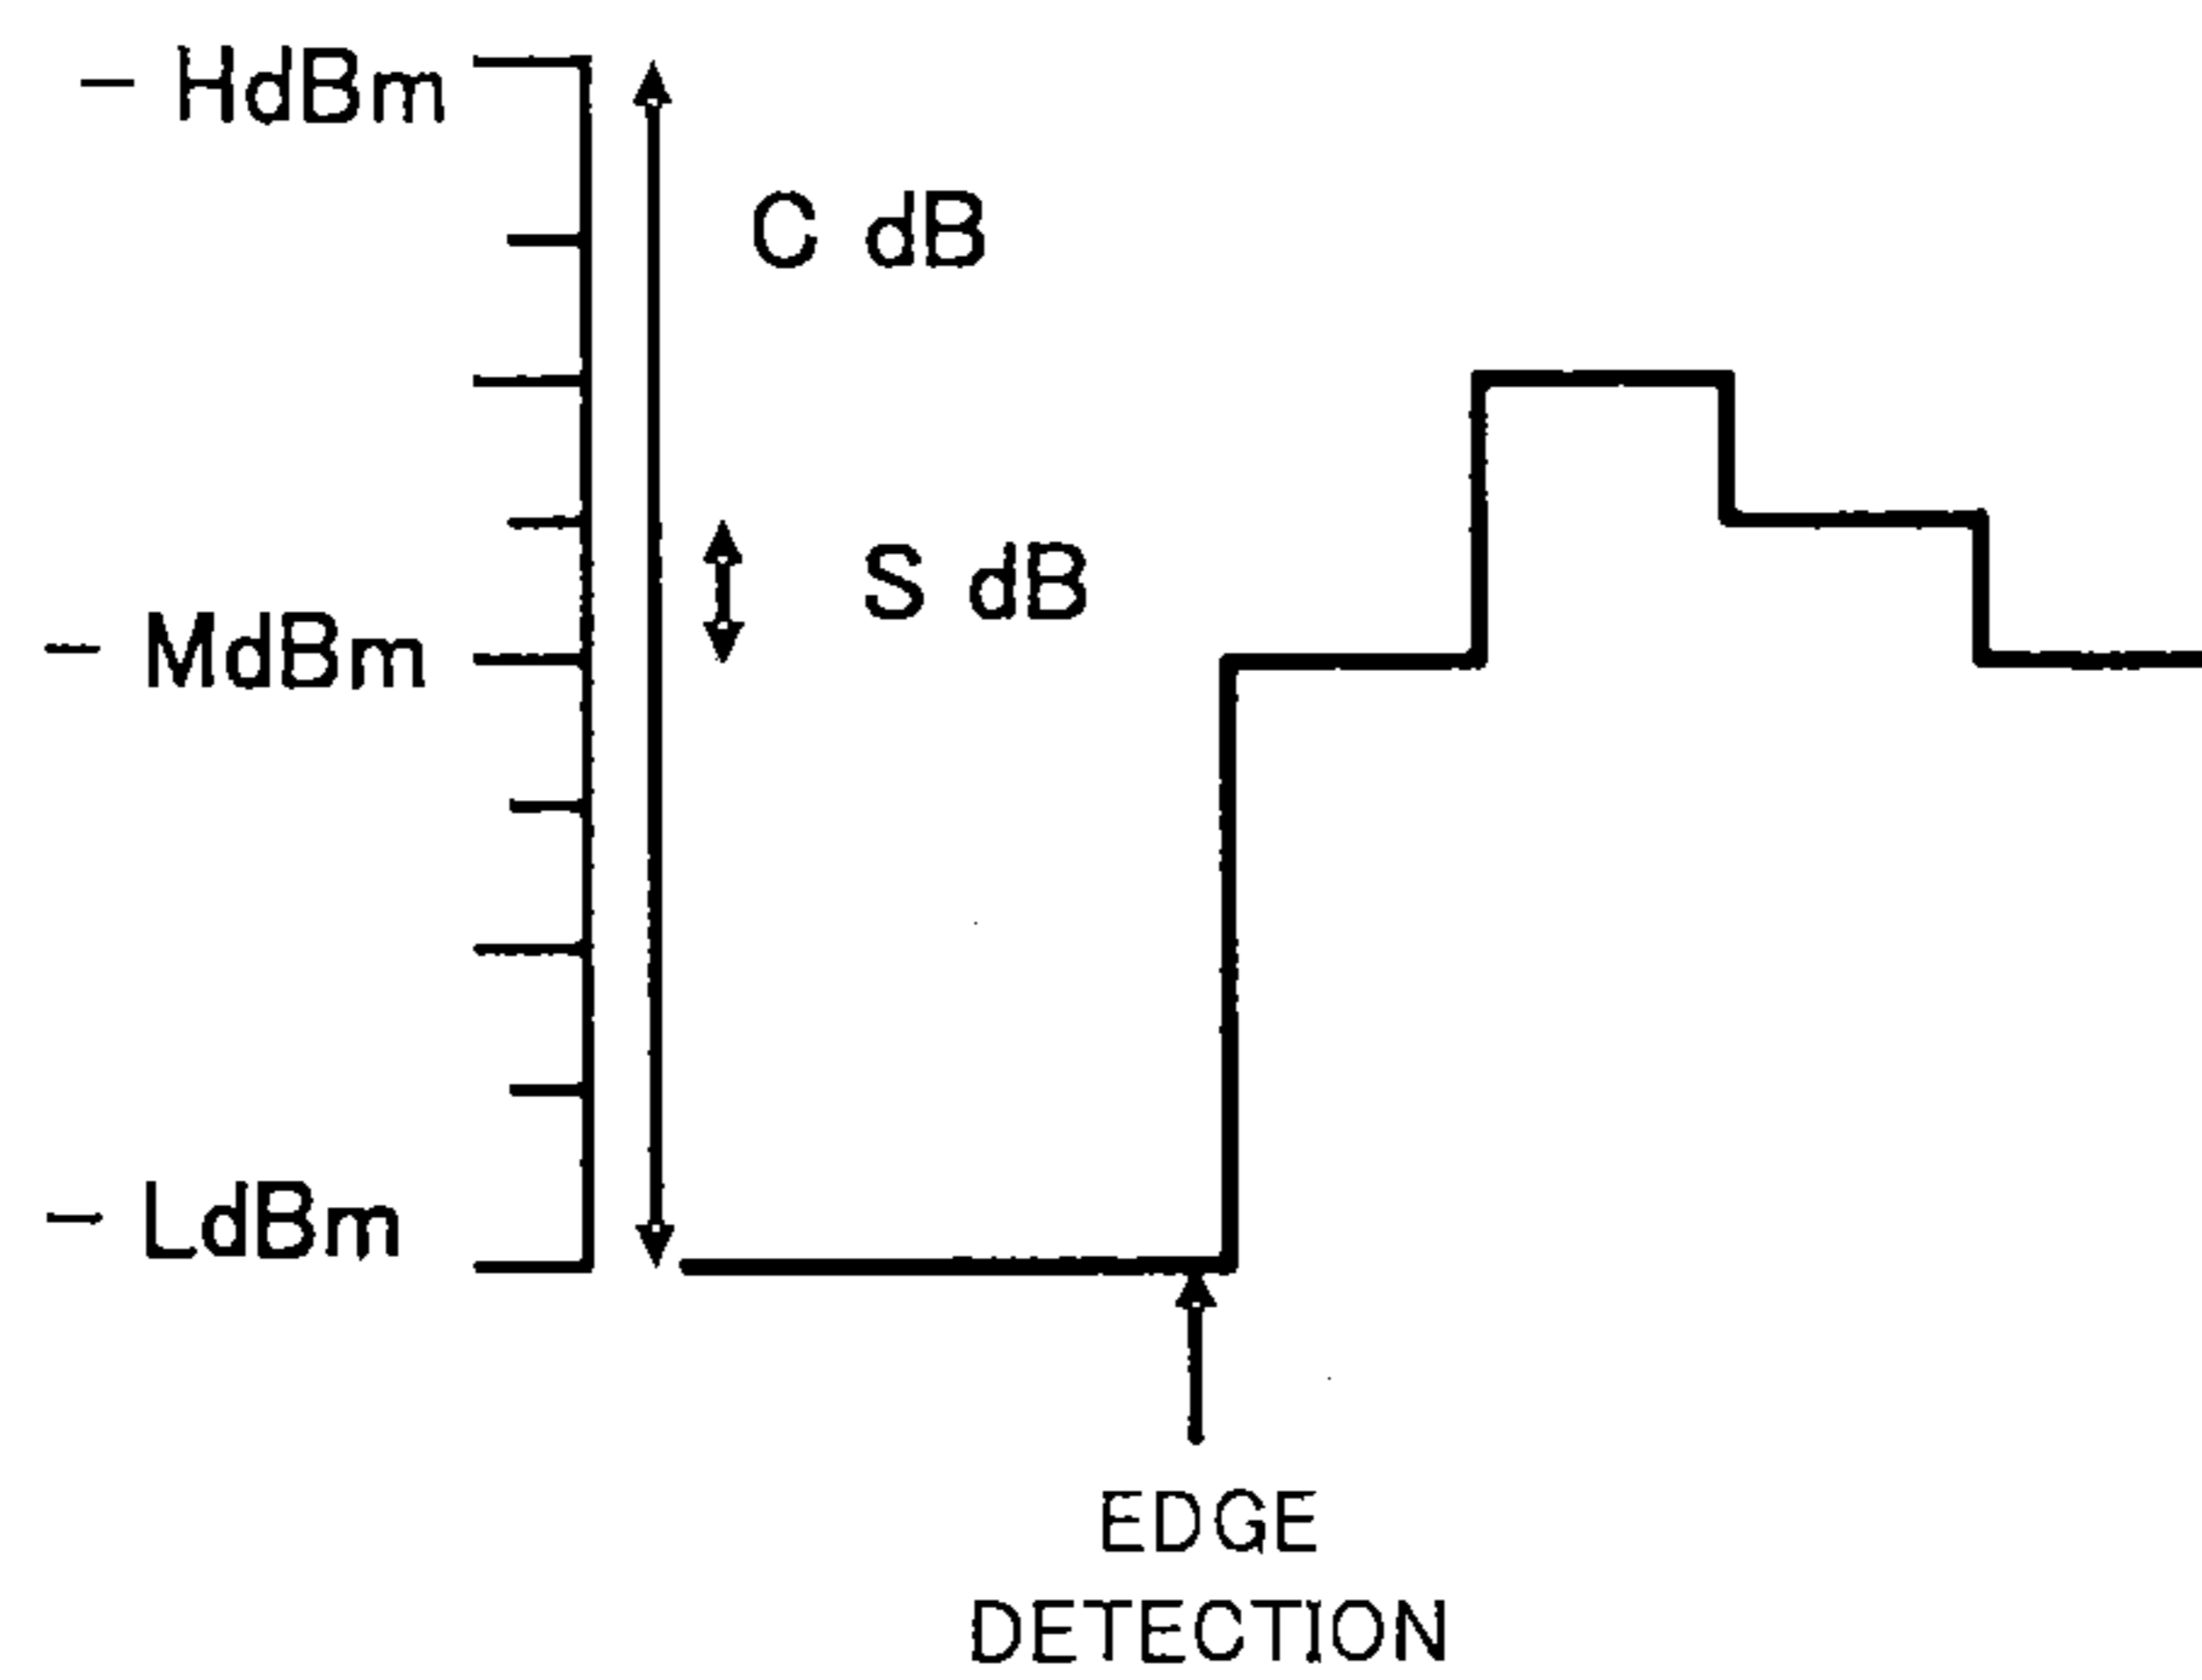 − HdBm
C dB
S dB
− MdBm
− LdBm
EDGE
DETECTION